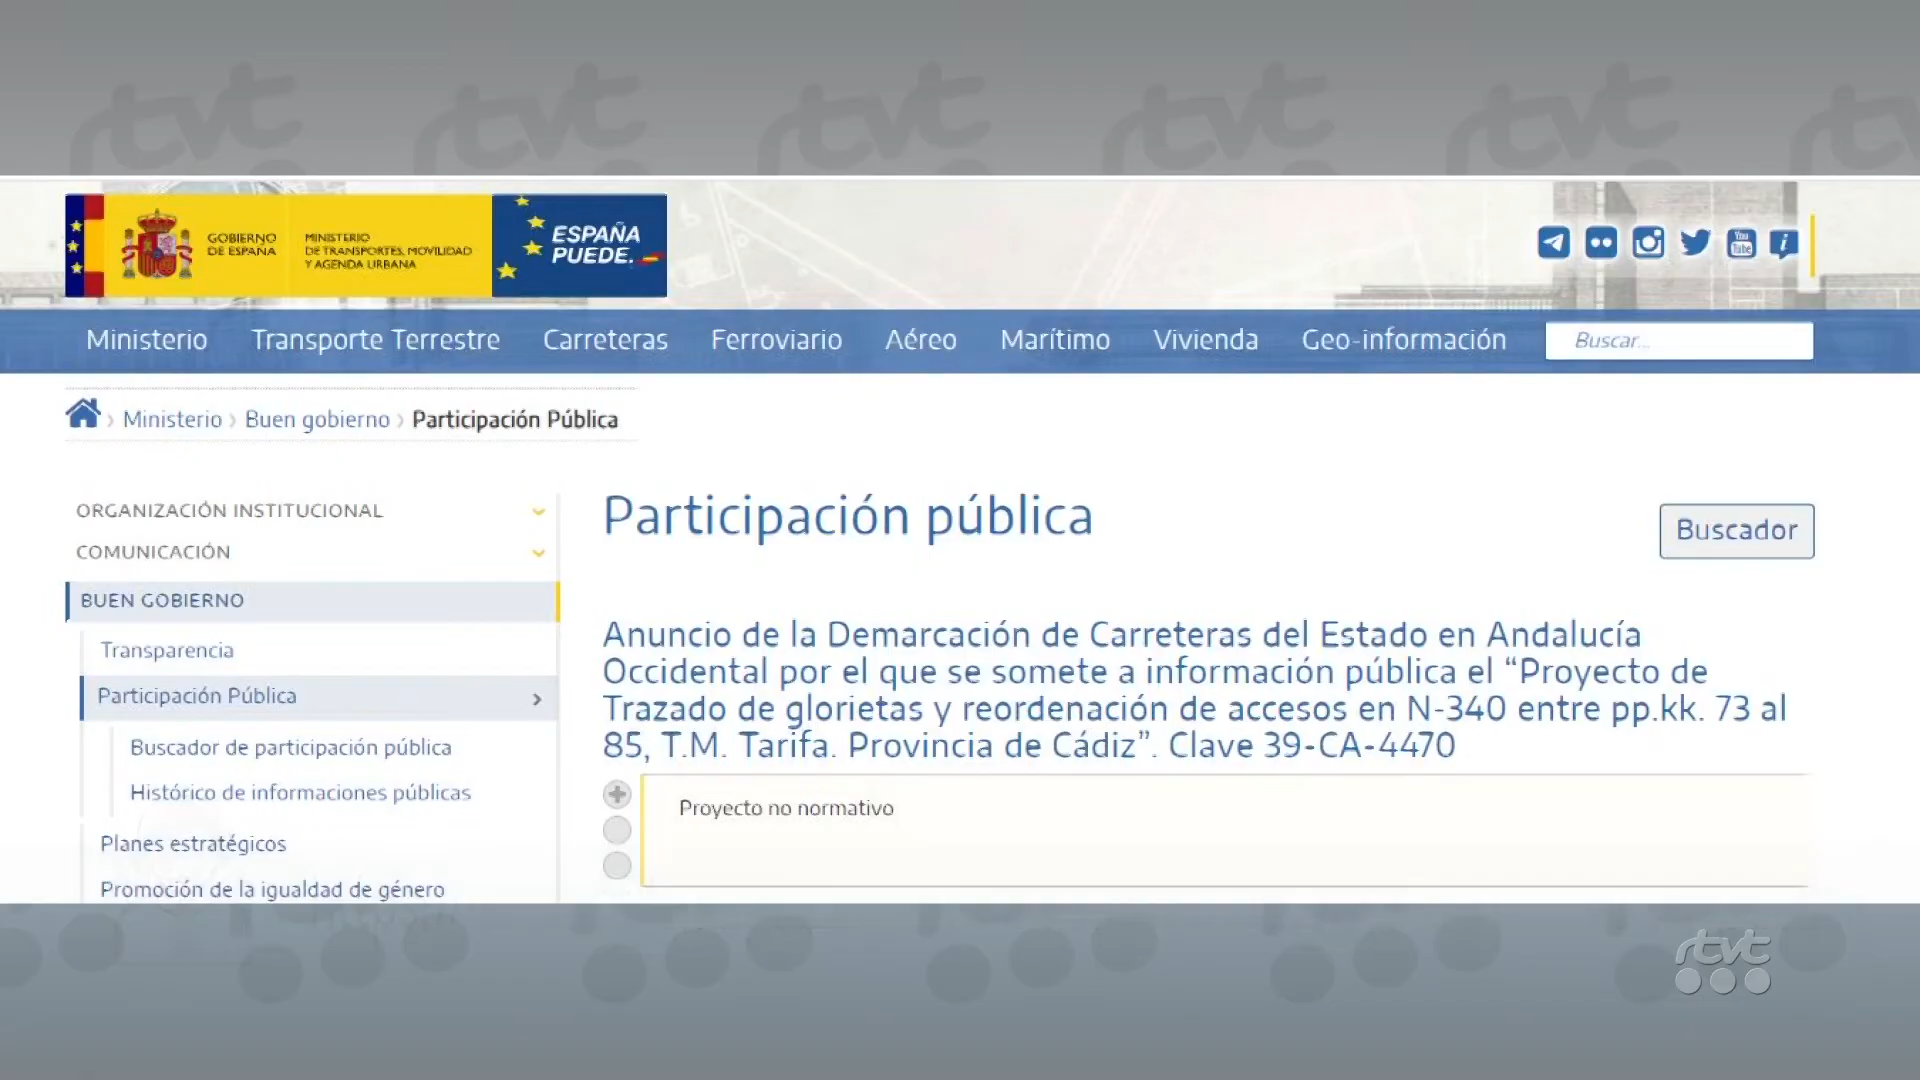 GOBIERNO
DE ESPAÑA
MINISTERIO
DE TRANSPORTES, MOVILIDAD
Y AGENDA URBANA
ESPAÑA
PUEDE.
You
Tube
Ministerio Transporte Terrestre Carreteras Ferroviario Aéreo Marítimo Vivienda Geo-información Buscar...
Ministerio › Buen gobierno › Participación Pública
ORGANIZACIÓN INSTITUCIONAL
COMUNICACIÓN
BUEN GOBIERNO
Transparencia
Participación Pública
Buscador de participación pública
Histórico de informaciones públicas
Planes estratégicos
Promoción de la igualdad de género
Participación pública
Buscador
Anuncio de la Demarcación de Carreteras del Estado en Andalucía
Occidental por el que se somete a información pública el “Proyecto de
Trazado de glorietas y reordenación de accesos en N-340 entre pp.kk. 73 al
85, T.M. Tarifa. Provincia de Cádiz”. Clave 39-CA-4470
Proyecto no normativo
rtvt